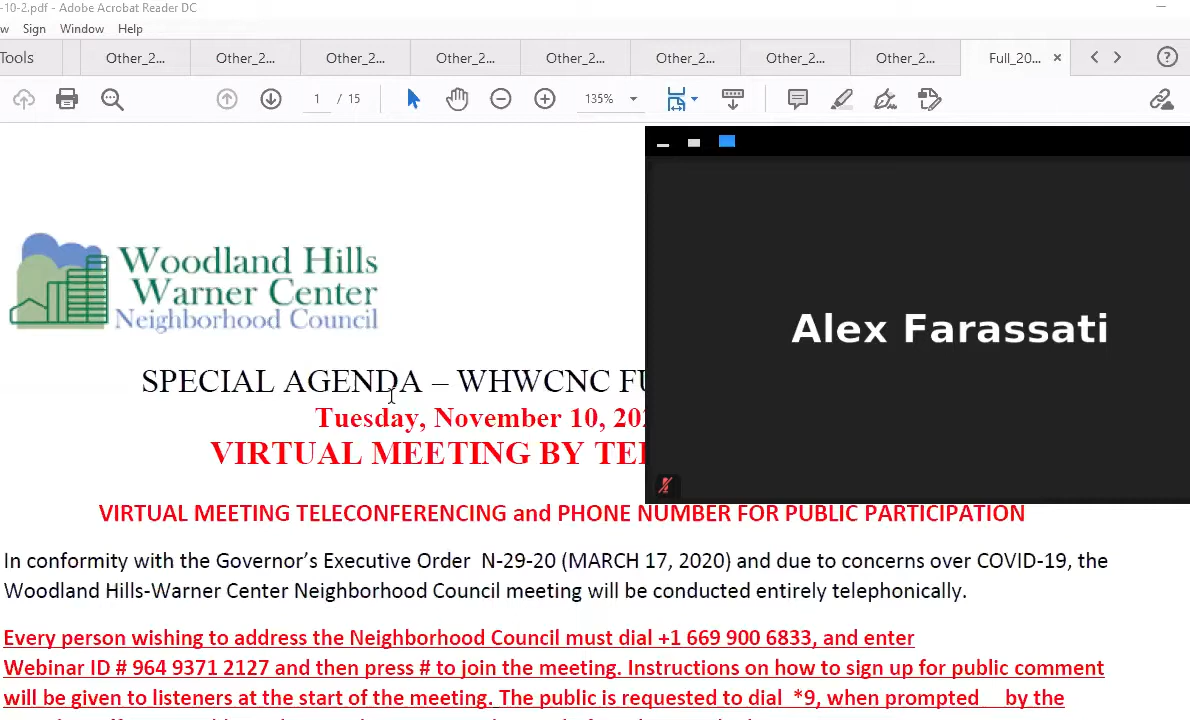 -10-2.pdf - Adobe Acrobat Reader DC
w Sign Window Help
Tools Other_2... Other_2... Other_2... Other_2... Other_2... Other_2... Other_2... Other_2... Full_20... ×
1 / 15 135%
Woodland Hills
Warner Center
Neighborhood Council
Alex Farassati
SPECIAL AGENDA – WHWCNC
Tuesday, November 10,
VIRTUAL MEETING BY
VIRTUAL MEETING TELECONFERENCING and PHONE NUMBER FOR PUBLIC PARTICIPATION
In conformity with the Governor’s Executive Order N-29-20 (MARCH 17, 2020) and due to concerns over COVID-19, the
Woodland Hills-Warner Center Neighborhood Council meeting will be conducted entirely telephonically.
Every person wishing to address the Neighborhood Council must dial +1 669 900 6833, and enter
Webinar ID # 964 9371 2127 and then press # to join the meeting. Instructions on how to sign up for public comment
will be given to listeners at the start of the meeting. The public is requested to dial *9, when prompted by the